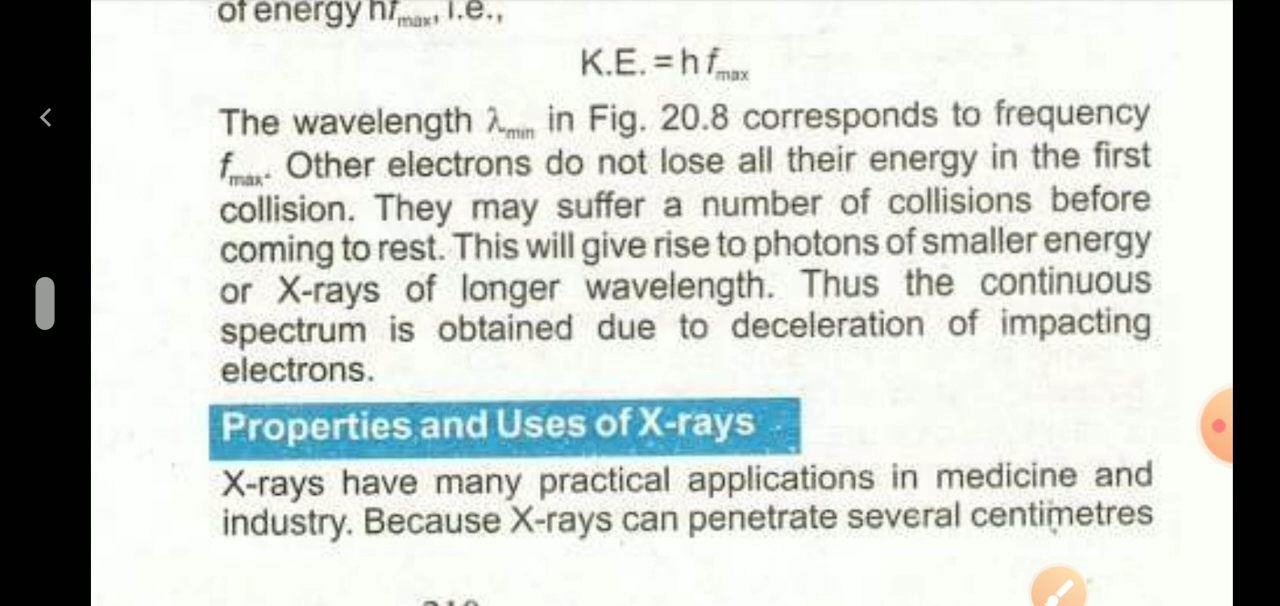 of energy hfmax, i.e.,
K.E. = h fmax
The wavelength λmin in Fig. 20.8 corresponds to frequency
fmax. Other electrons do not lose all their energy in the first
collision. They may suffer a number of collisions before
coming to rest. This will give rise to photons of smaller energy
or X-rays of longer wavelength. Thus the continuous
spectrum is obtained due to deceleration of impacting
electrons.
Properties and Uses of X-rays
X-rays have many practical applications in medicine and
industry. Because X-rays can penetrate several centimetres